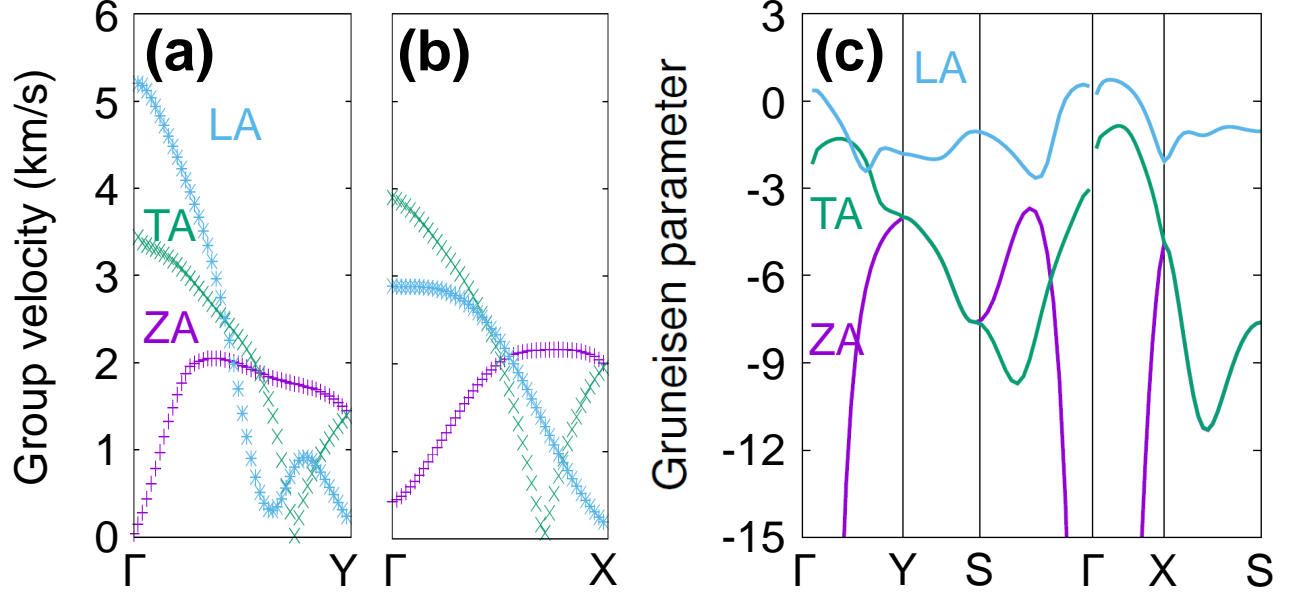 Group velocity (km/s)
6
5
4
3
2
1
0
(a)
LA
TA
ZA
Γ
Y
(b)
Γ
X
Gruneisen parameter
3
0
-3
-6
-9
-12
-15
(c)
LA
TA
ZA
Γ
Y
S
Γ
X
S